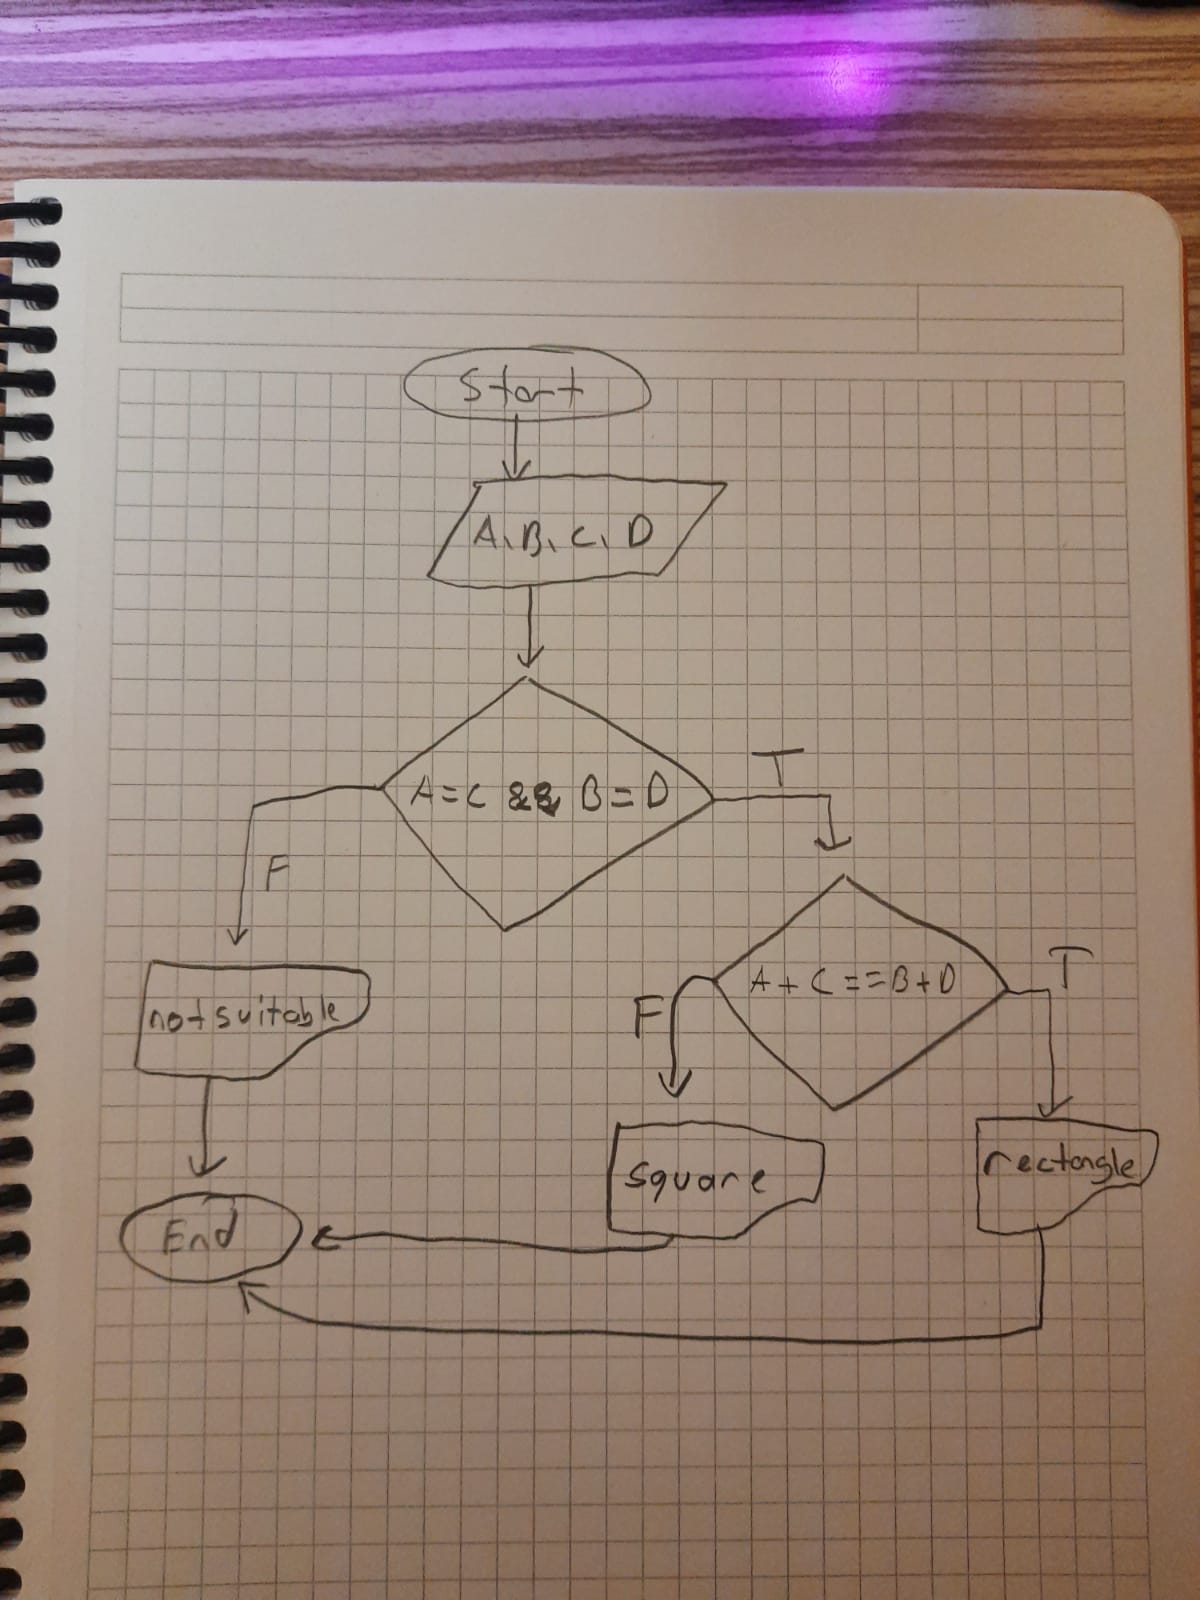 Start
A, B, C, D
A=C && B=D
T
F
A+C==B+D
T
F
not suitable
square
rectangle
End